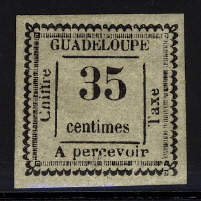 GUADELOUPE
Chiffre
35
centimes
Taxe
A percevoir